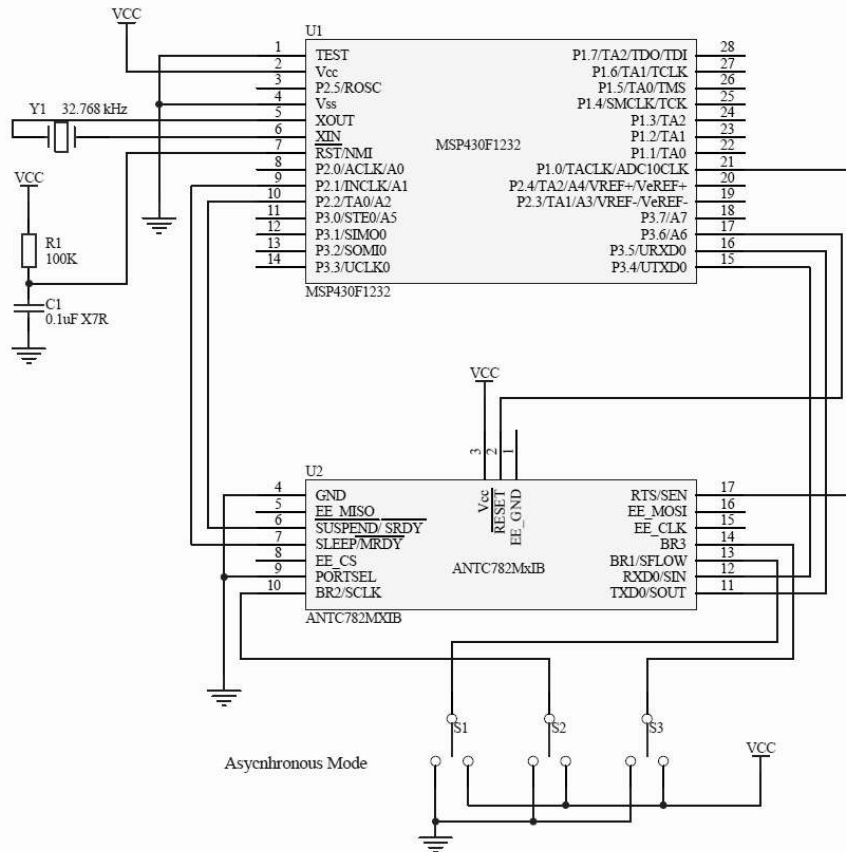 VCC
U1
1 TEST
2 Vcc
3 P2.5/ROSC
4 Vss
5 XOUT
6 XIN
7 RST/NMI
8 P2.0/ACLK/A0
9 P2.1/INCLK/A1
10 P2.2/TA0/A2
11 P3.0/STE0/A5
12 P3.1/SIMO0
13 P3.2/SOMI0
14 P3.3/UCLK0
MSP430F1232
P1.7/TA2/TDO/TDI 28
P1.6/TA1/TCLK 27
P1.5/TA0/TMS 26
P1.4/SMCLK/TCK 25
P1.3/TA2 24
P1.2/TA1 23
P1.1/TA0 22
P1.0/TACLK/ADC10CLK 21
P2.4/TA2/A4/VREF+/VeREF+ 20
P2.3/TA1/A3/VREF-/VeREF- 19
P3.7/A7 18
P3.6/A6 17
P3.5/URXD0 16
P3.4/UTXD0 15
MSP430F1232
Y1 32.768 kHz
VCC
R1
100K
C1
0.1uF X7R
VCC
U2
3 Vcc
2 RESET
1 EE_GND
4 GND
5 EE_MISO
6 SUSPEND/SRDY
7 SLEEP/MRDY
8 EE_CS
9 PORTSEL
10 BR2/SCLK
ANTC782MxIB
RTS/SEN 17
EE_MOSI 16
EE_CLK 15
BR3 14
BR1/SFLOW 13
RXD0/SIN 12
TXD0/SOUT 11
ANTC782MXIB
S1
S2
S3
VCC
Asycnhronous Mode